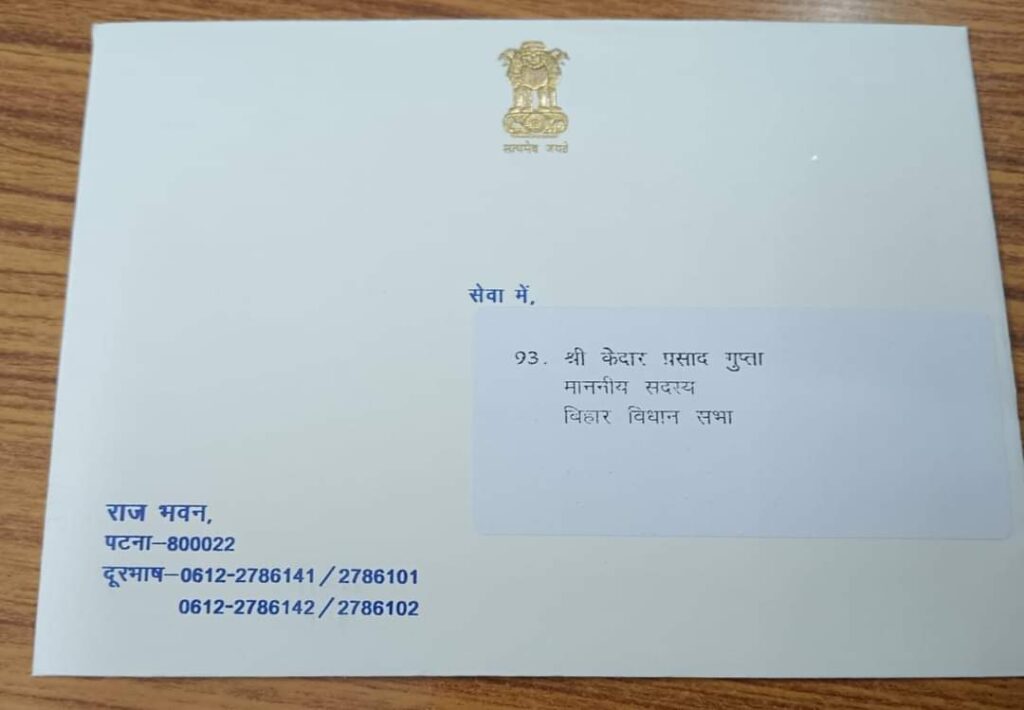 सत्यमेव जयते
सेवा में,
93. श्री केदार प्रसाद गुप्ता
माननीय सदस्य
बिहार विधान सभा
राज भवन,
पटना–800022
दूरभाष–0612-2786141/2786101
0612-2786142/2786102